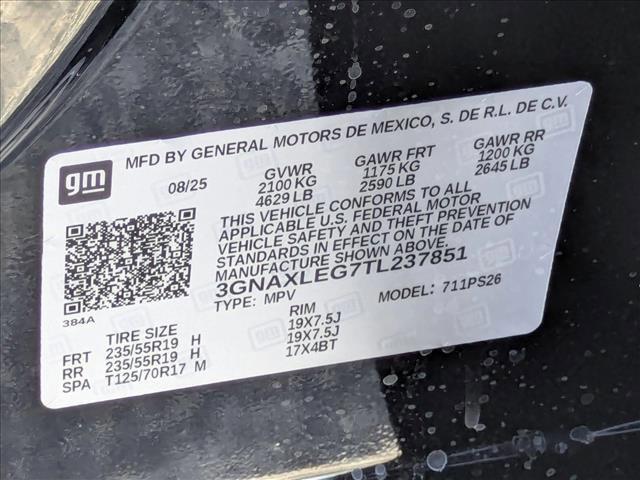 MFD BY GENERAL MOTORS DE MEXICO, S. DE R.L. DE C.V.
gm
08/25
GVWR GAWR FRT GAWR RR
2100 KG 1175 KG 1200 KG
4629 LB 2590 LB 2645 LB
THIS VEHICLE CONFORMS TO ALL
APPLICABLE U.S. FEDERAL MOTOR
VEHICLE SAFETY AND THEFT PREVENTION
STANDARDS IN EFFECT ON THE DATE OF
MANUFACTURE SHOWN ABOVE.
3GNAXLEG7TL237851
TYPE: MPV MODEL: 711PS26
384A
TIRE SIZE RIM
FRT 235/55R19 H 19X7.5J
RR 235/55R19 H 19X7.5J
SPA T125/70R17 M 17X4BT